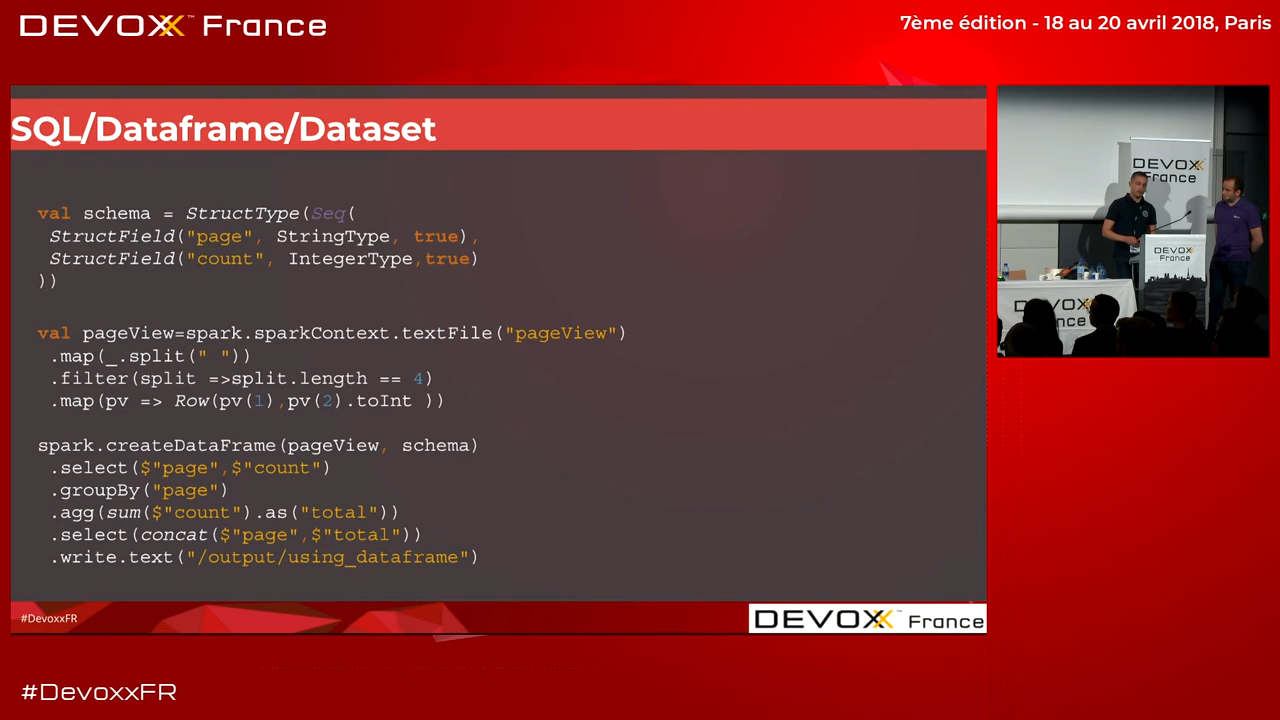 DEVOXX™ France
7ème édition - 18 au 20 avril 2018, Paris
SQL/Dataframe/Dataset
val schema = StructType(Seq(
StructField("page", StringType, true),
StructField("count", IntegerType,true)
))
val pageView=spark.sparkContext.textFile("pageView")
.map(_.split(" "))
.filter(split =>split.length == 4)
.map(pv => Row(pv(1),pv(2).toInt ))
spark.createDataFrame(pageView, schema)
.select($"page",$"count")
.groupBy("page")
.agg(sum($"count").as("total"))
.select(concat($"page",$"total"))
.write.text("/output/using_dataframe")
#DevoxxFR
DEVOXX™ France
DEVOXX
France
DEVOXX
France
DEVOXX
#DevoxxFR